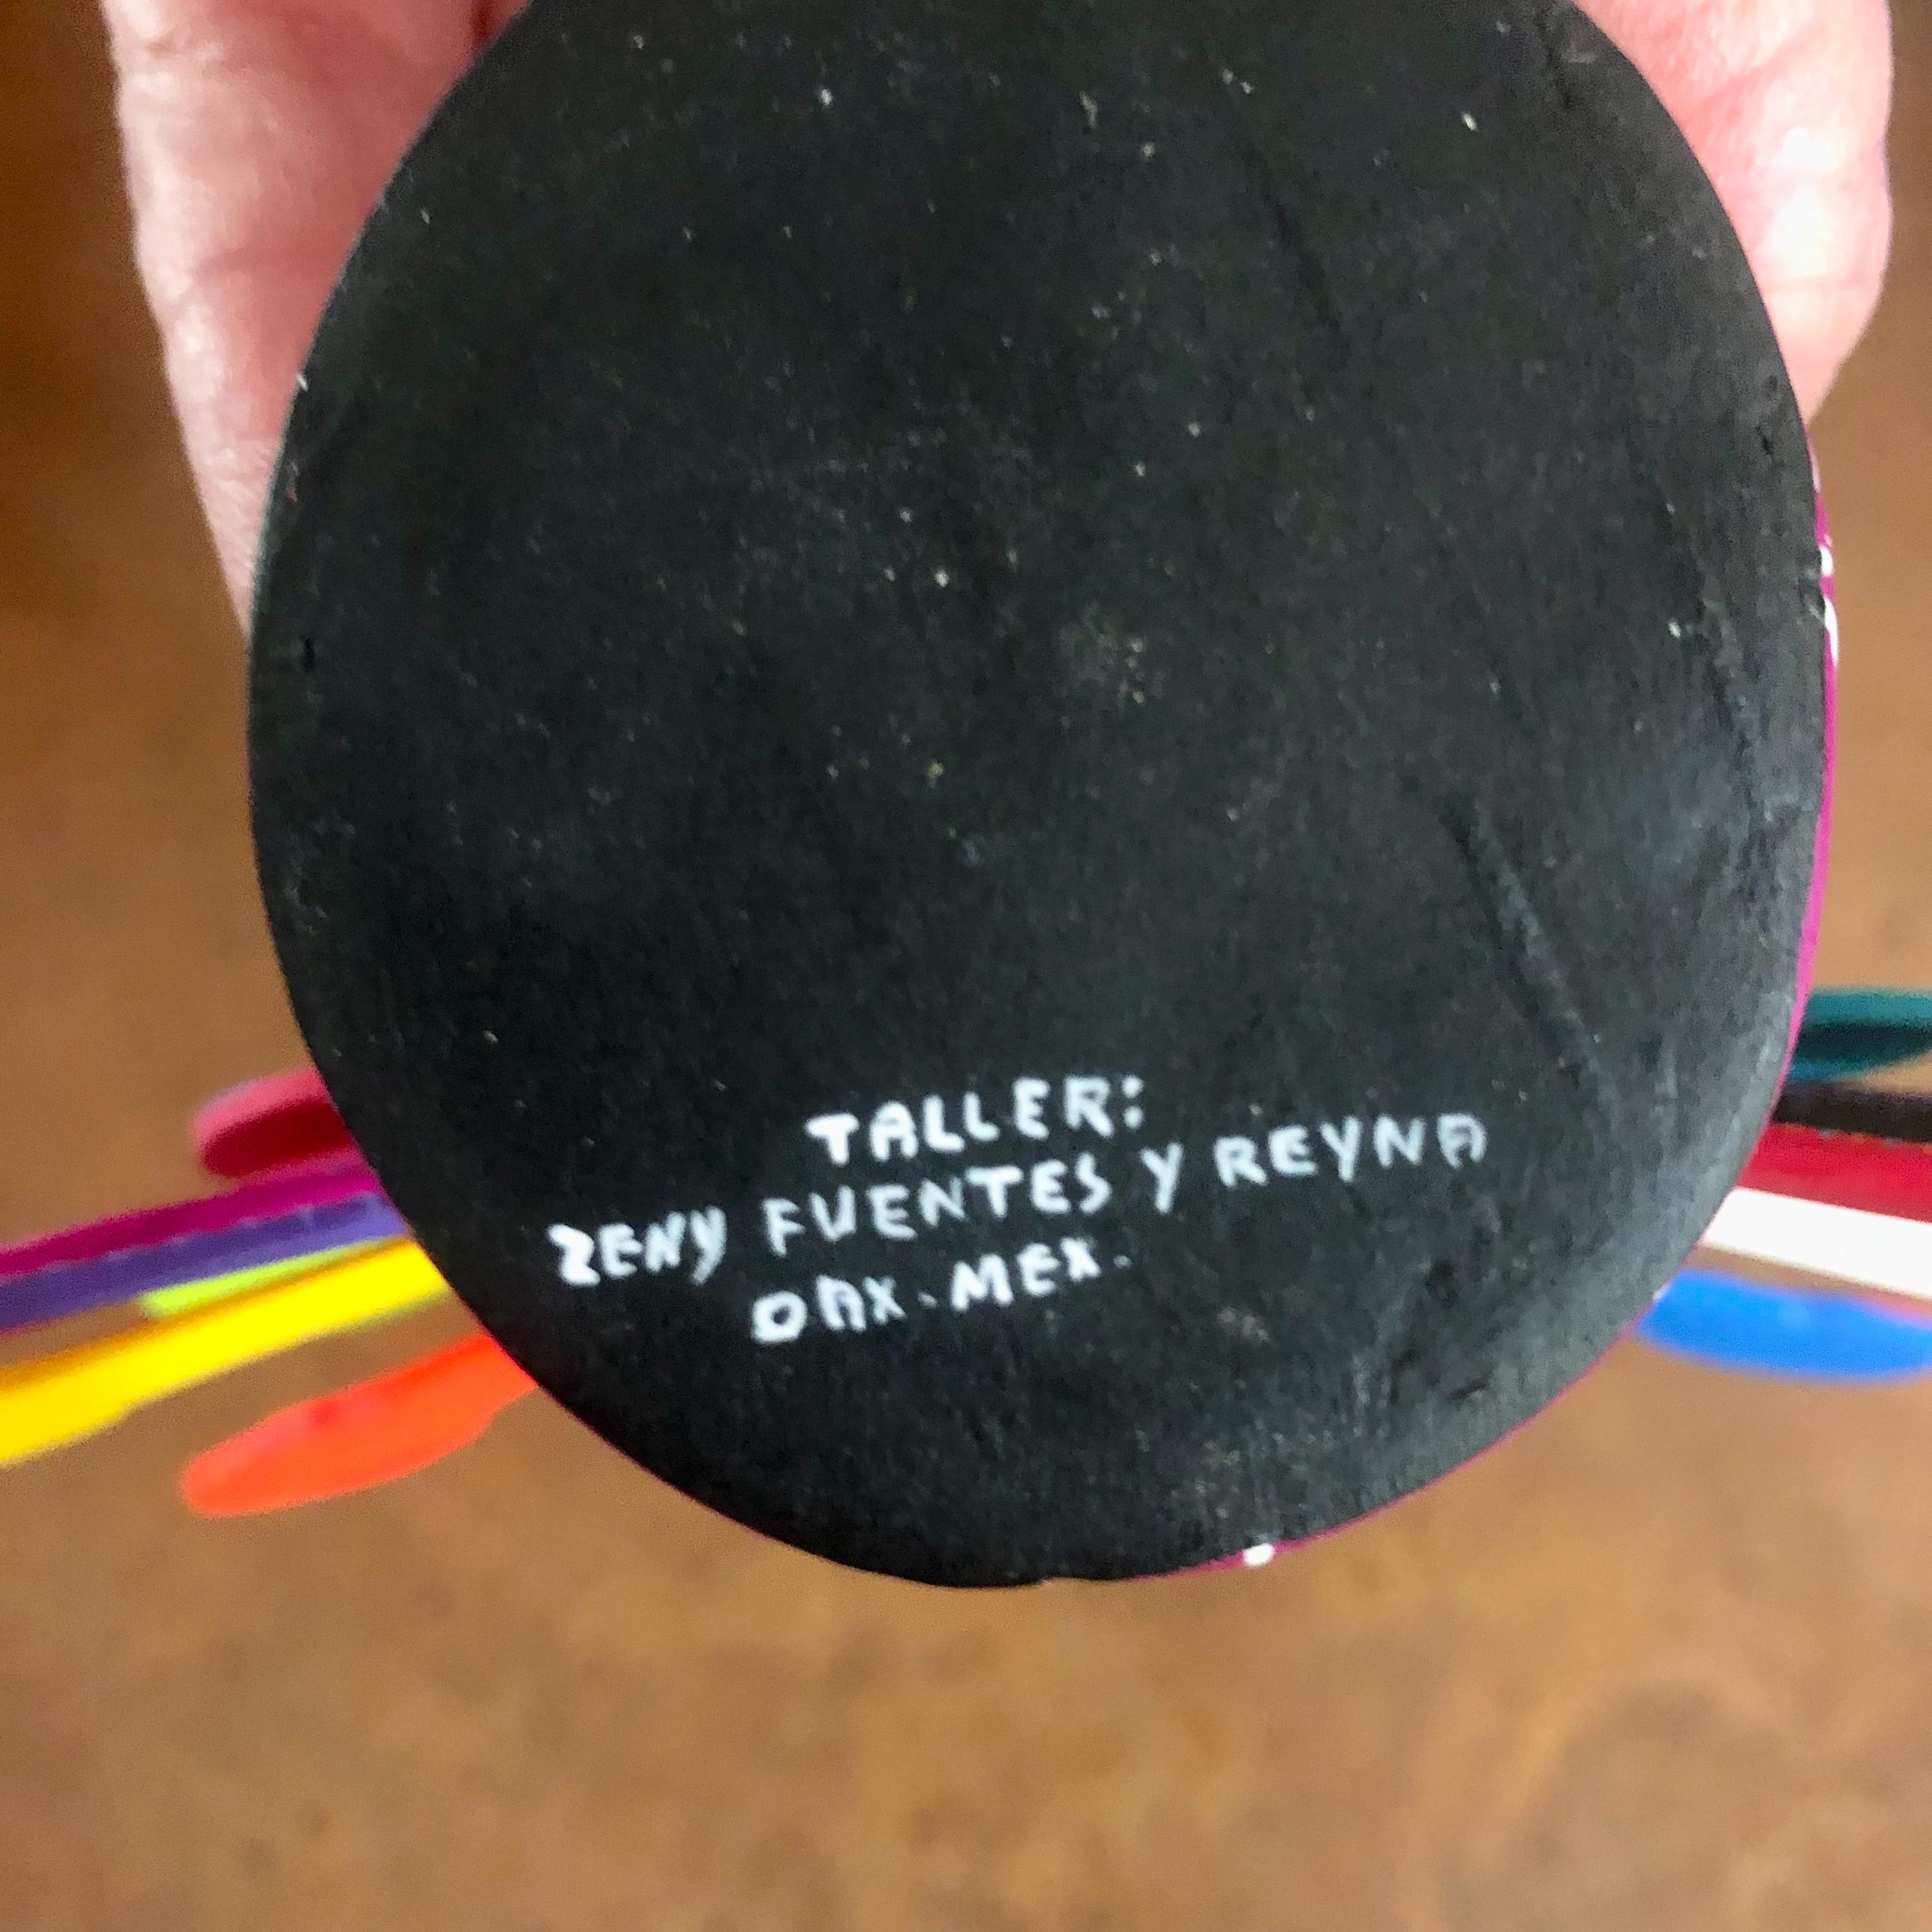 TALLER:
ZENY FUENTES Y REYNA
OAX. MEX.